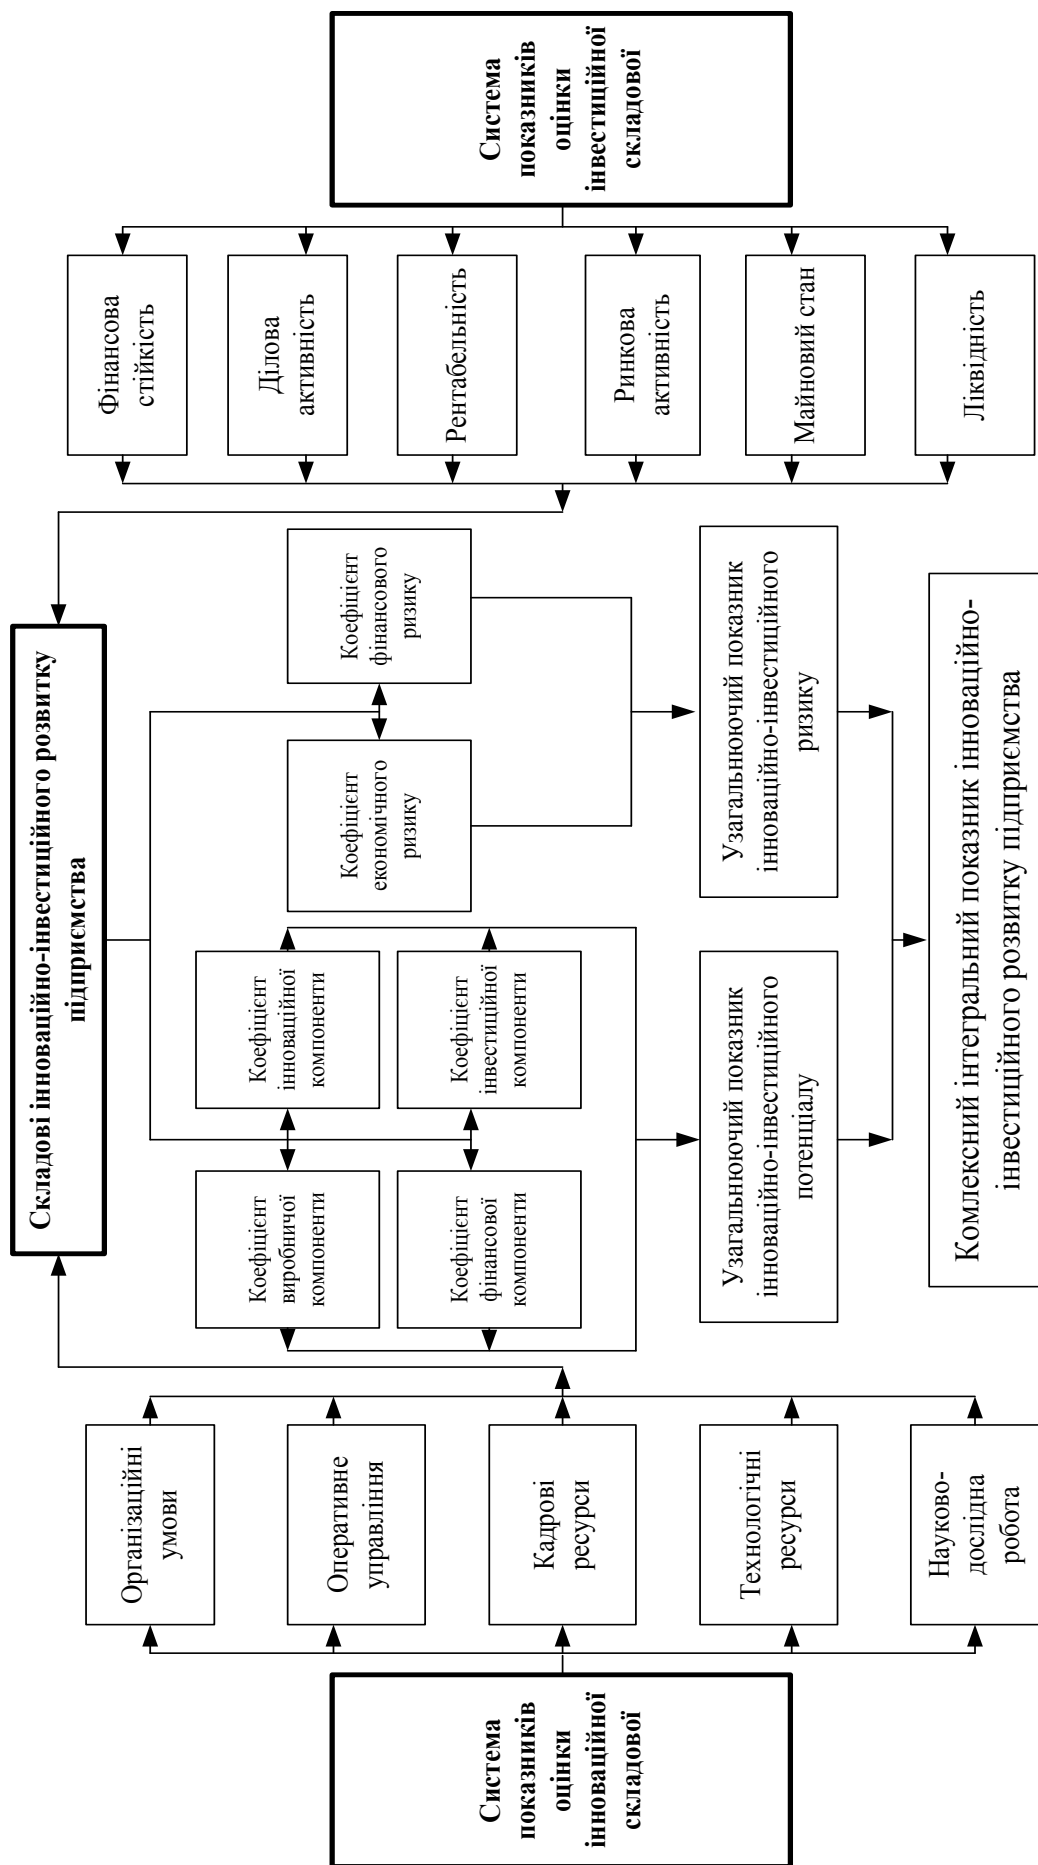 Складові інноваційно-інвестиційного розвитку
підприємства
Система
показників
оцінки
інноваційної
складової
Організаційні
умови
Оперативне
управління
Кадрові
ресурси
Технологічні
ресурси
Науково-
дослідна
робота
Коефіцієнт
виробничої
компоненти
Коефіцієнт
інноваційної
компоненти
Коефіцієнт
фінансової
компоненти
Коефіцієнт
інвестиційної
компоненти
Коефіцієнт
економічного
ризику
Коефіцієнт
фінансового
ризику
Узагальнюючий показник
інноваційно-інвестиційного
потенціалу
Узагальнюючий показник
інноваційно-інвестиційного
ризику
Комлексний інтегральний показник інноваційно-
інвестиційного розвитку підприємства
Фінансова
стійкість
Ділова
активність
Рентабельність
Ринкова
активність
Майновий стан
Ліквідність
Система
показників
оцінки
інвестиційної
складової